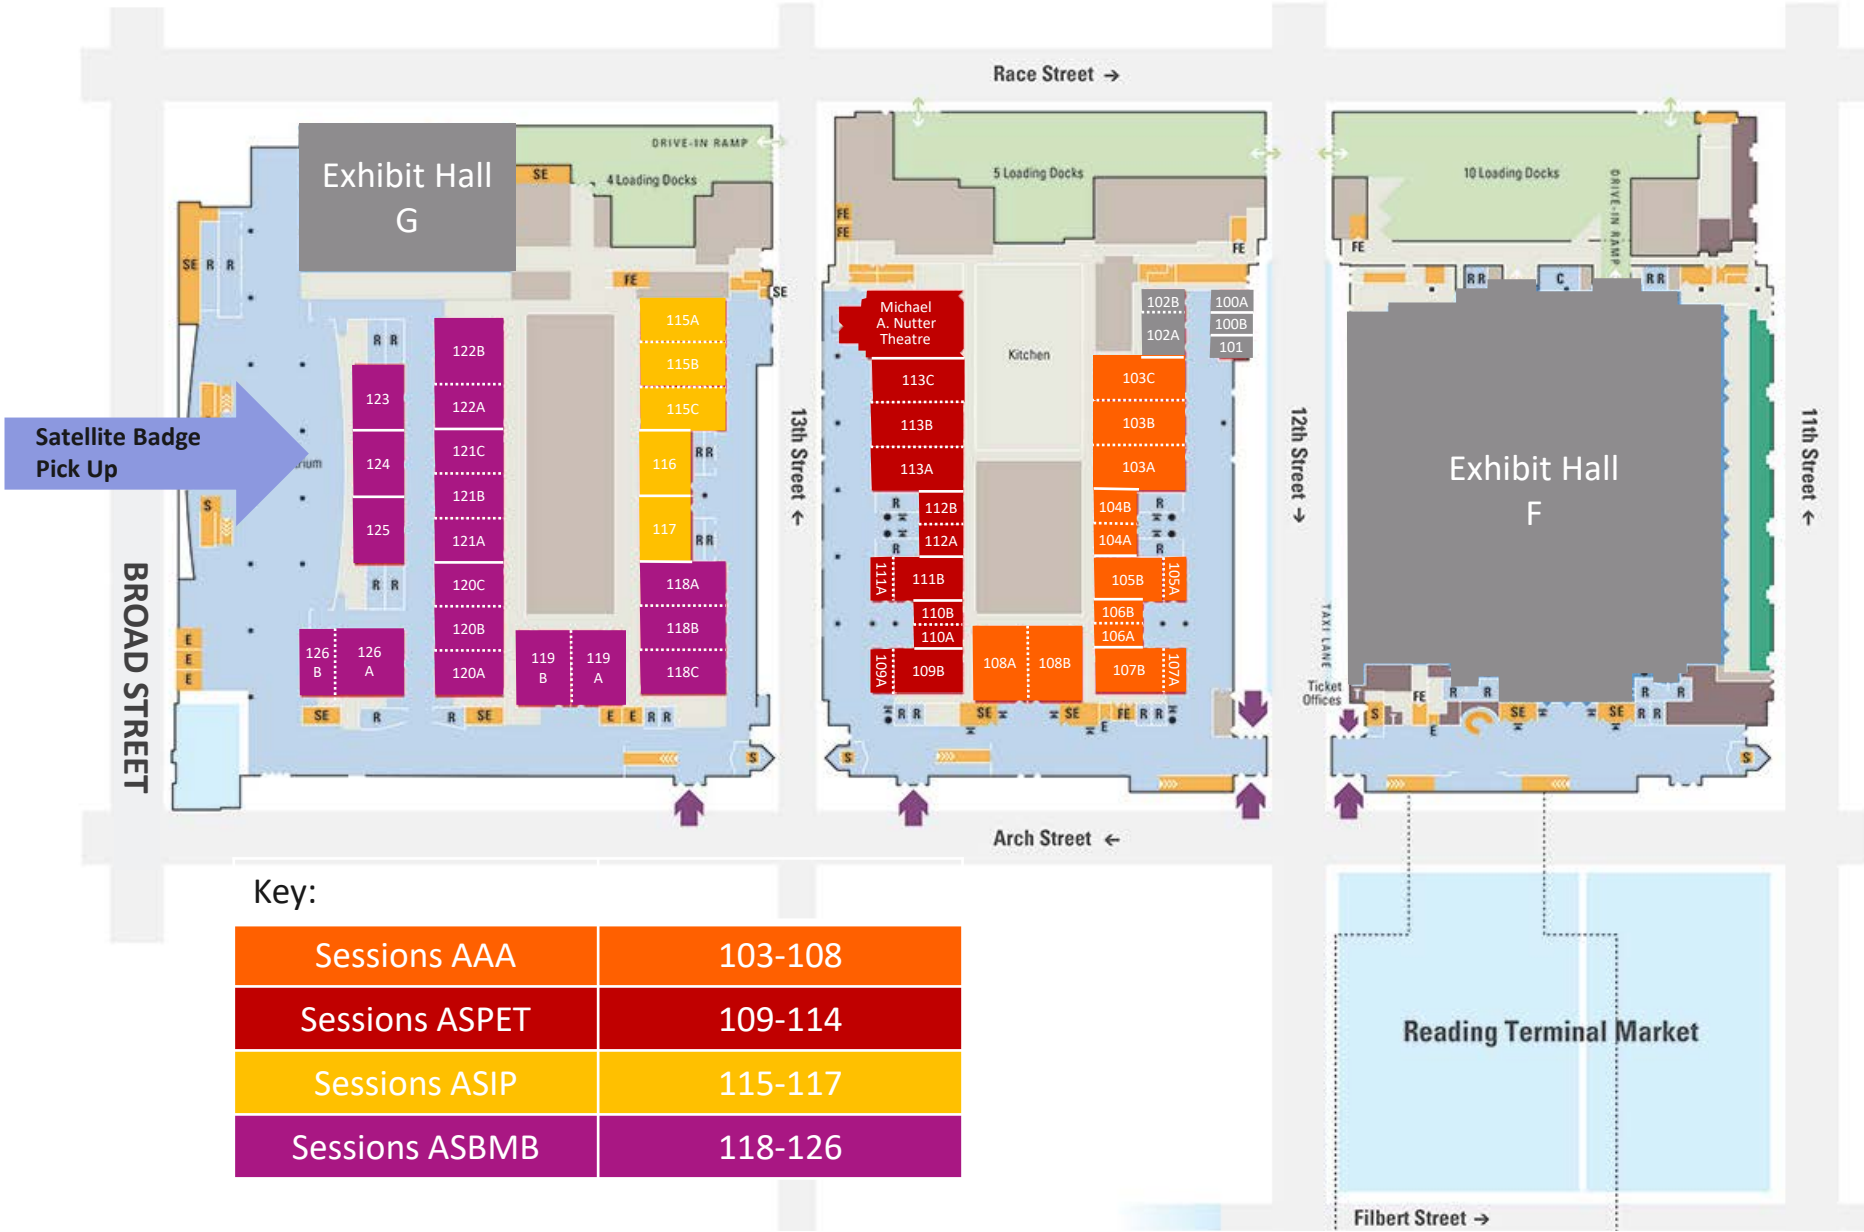 Race Street →
Exhibit Hall
G
DRIVE-IN RAMP
SE
4 Loading Docks
SE R R
FE
SE
5 Loading Docks
FE
FE
FE
10 Loading Docks
DRIVE-IN RAMP
FE
R R
C
R R
115A
115B
115C
116
117
R R
R R
118A
118B
118C
R R
123
124
125
R R
122B
122A
121C
121B
121A
120C
120B
120A
126
B
126
A
119
B
119
A
Satellite Badge
Pick Up
rium
S
E
E
E
SE
R
R
SE
E E R R
S
BROAD STREET
13th Street ←
Michael
A. Nutter
Theatre
113C
113B
113A
R
112B
112A
R
111A
111B
110B
110A
109A
109B
Kitchen
108A
108B
102B
102A
100A
100B
101
103C
103B
103A
104B
R
104A
R
105B
105A
106B
106A
107B
107A
R R
SE
SE
E
FE R R
S
12th Street →
Exhibit Hall
F
11th Street ←
TAXI LANE
Ticket
Offices
T
S
T
FE
E
R
R
SE
SE
R
R
R R
S
Arch Street ←
Key:
Sessions AAA 103-108
Sessions ASPET 109-114
Sessions ASIP 115-117
Sessions ASBMB 118-126
Reading Terminal Market
Filbert Street →